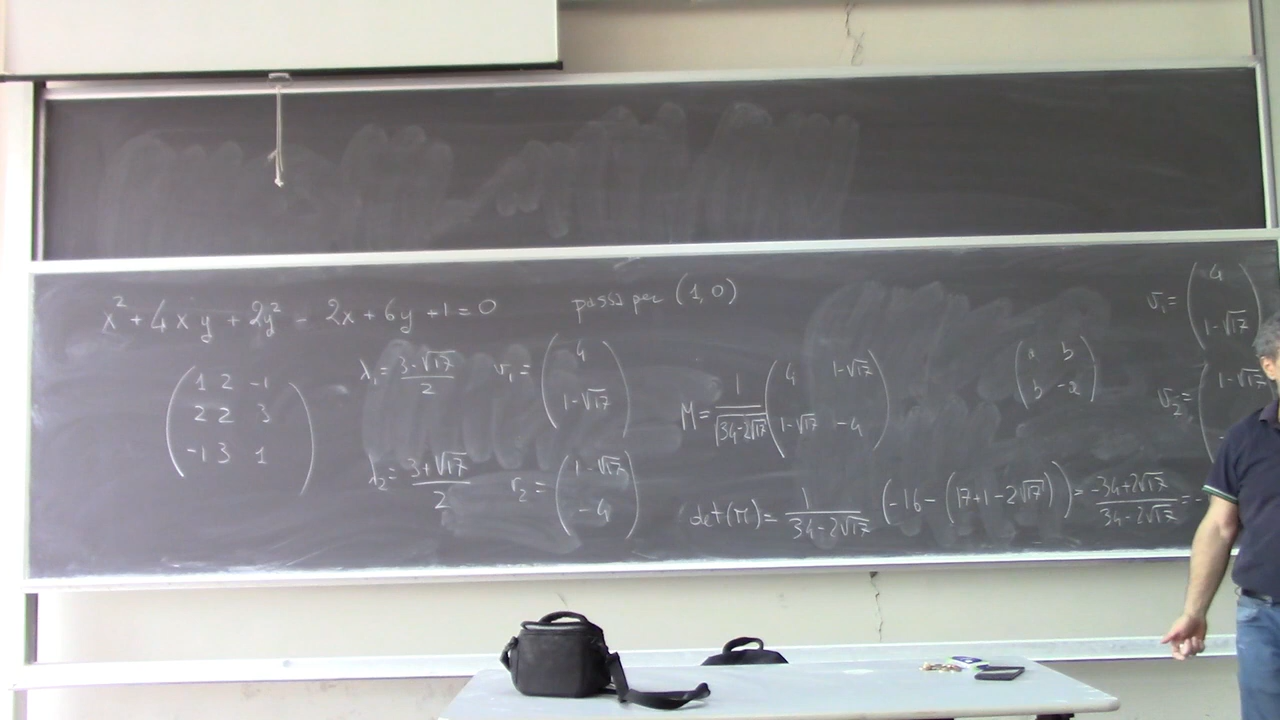 x² + 4xy + 2y² - 2x + 6y + 1 = 0 passa per (1,0)
(1 2 -1
2 2 3
-1 3 1)
λ₁ = (3-√17)/2 v₁ = (4
1-√17)
λ₂ = (3+√17)/2 v₂ = (1-√17
-4)
M = 1/√(34-2√17) (4 1-√17
1-√17 -4)
(a b
b -a)
det(M) = 1/(34-2√17) (-16-(17+1-2√17)) = (-34+2√17)/(34-2√17) = -
v₁ = (4
1-√17)
v₂ = (1-√17